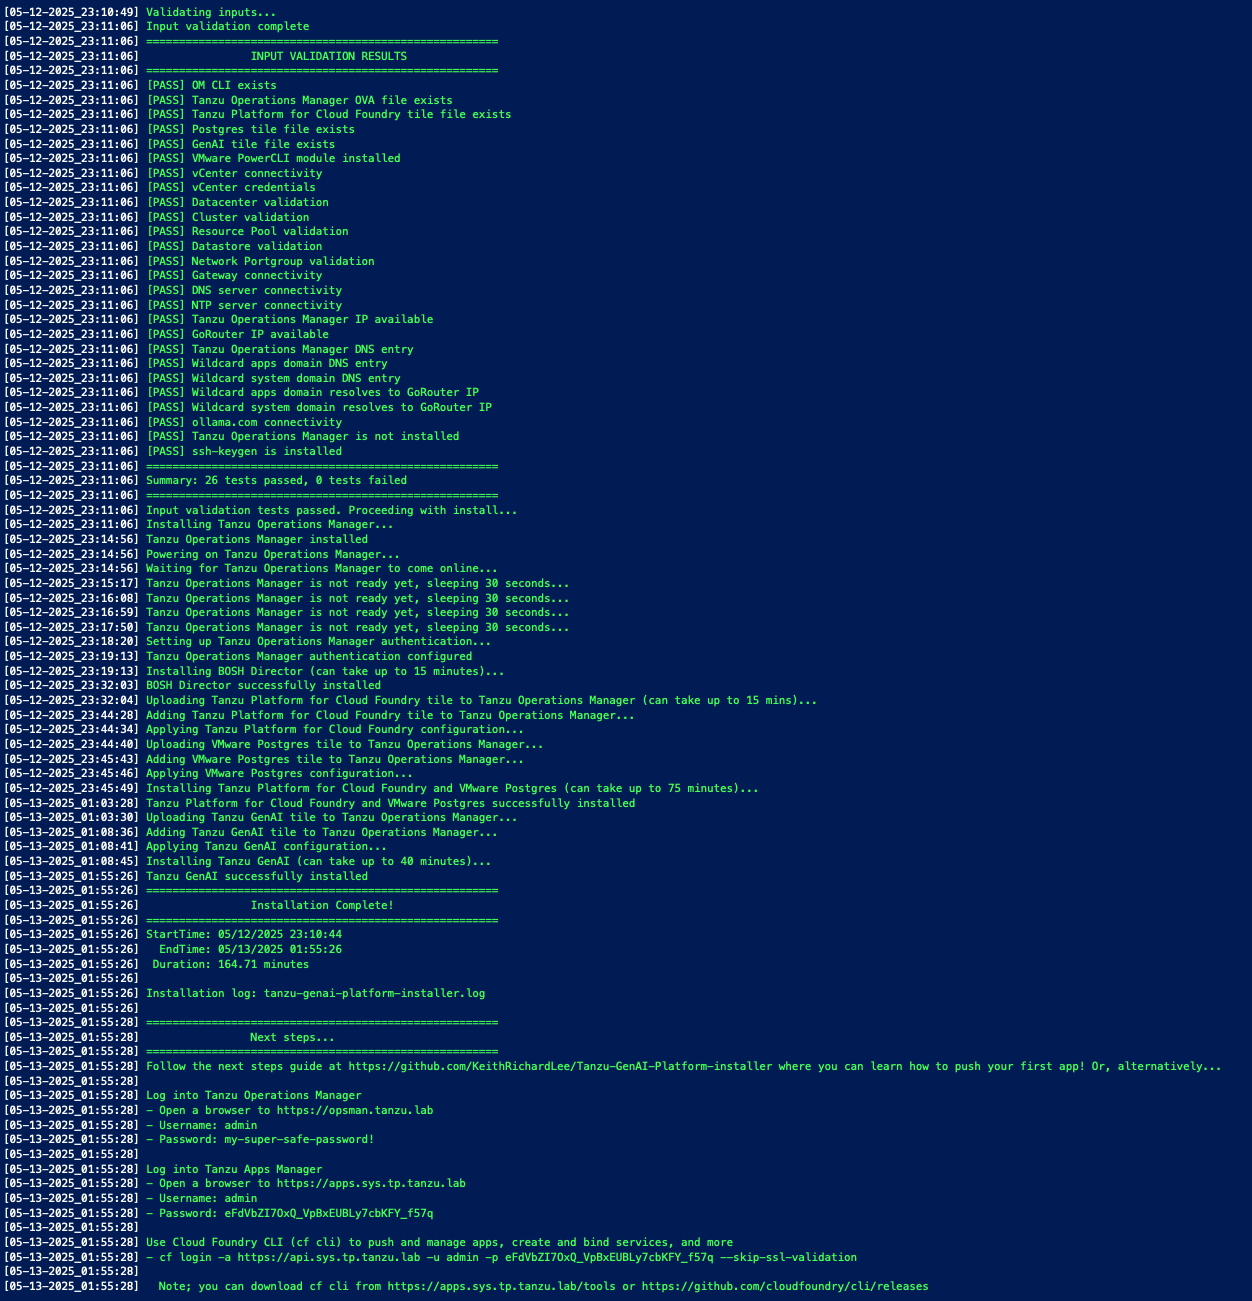 [05-12-2025_23:10:49] Validating inputs...
[05-12-2025_23:11:06] Input validation complete
[05-12-2025_23:11:06] ======================================================
[05-12-2025_23:11:06] INPUT VALIDATION RESULTS
[05-12-2025_23:11:06] ======================================================
[05-12-2025_23:11:06] [PASS] OM CLI exists
[05-12-2025_23:11:06] [PASS] Tanzu Operations Manager OVA file exists
[05-12-2025_23:11:06] [PASS] Tanzu Platform for Cloud Foundry tile file exists
[05-12-2025_23:11:06] [PASS] Postgres tile file exists
[05-12-2025_23:11:06] [PASS] GenAI tile file exists
[05-12-2025_23:11:06] [PASS] VMware PowerCLI module installed
[05-12-2025_23:11:06] [PASS] vCenter connectivity
[05-12-2025_23:11:06] [PASS] vCenter credentials
[05-12-2025_23:11:06] [PASS] Datacenter validation
[05-12-2025_23:11:06] [PASS] Cluster validation
[05-12-2025_23:11:06] [PASS] Resource Pool validation
[05-12-2025_23:11:06] [PASS] Datastore validation
[05-12-2025_23:11:06] [PASS] Network Portgroup validation
[05-12-2025_23:11:06] [PASS] Gateway connectivity
[05-12-2025_23:11:06] [PASS] DNS server connectivity
[05-12-2025_23:11:06] [PASS] NTP server connectivity
[05-12-2025_23:11:06] [PASS] Tanzu Operations Manager IP available
[05-12-2025_23:11:06] [PASS] GoRouter IP available
[05-12-2025_23:11:06] [PASS] Tanzu Operations Manager DNS entry
[05-12-2025_23:11:06] [PASS] Wildcard apps domain DNS entry
[05-12-2025_23:11:06] [PASS] Wildcard system domain DNS entry
[05-12-2025_23:11:06] [PASS] Wildcard apps domain resolves to GoRouter IP
[05-12-2025_23:11:06] [PASS] Wildcard system domain resolves to GoRouter IP
[05-12-2025_23:11:06] [PASS] ollama.com connectivity
[05-12-2025_23:11:06] [PASS] Tanzu Operations Manager is not installed
[05-12-2025_23:11:06] [PASS] ssh-keygen is installed
[05-12-2025_23:11:06] ======================================================
[05-12-2025_23:11:06] Summary: 26 tests passed, 0 tests failed
[05-12-2025_23:11:06] ======================================================
[05-12-2025_23:11:06] Input validation tests passed. Proceeding with install...
[05-12-2025_23:11:06] Installing Tanzu Operations Manager...
[05-12-2025_23:14:56] Tanzu Operations Manager installed
[05-12-2025_23:14:56] Powering on Tanzu Operations Manager...
[05-12-2025_23:14:56] Waiting for Tanzu Operations Manager to come online...
[05-12-2025_23:15:17] Tanzu Operations Manager is not ready yet, sleeping 30 seconds...
[05-12-2025_23:16:08] Tanzu Operations Manager is not ready yet, sleeping 30 seconds...
[05-12-2025_23:16:59] Tanzu Operations Manager is not ready yet, sleeping 30 seconds...
[05-12-2025_23:17:50] Tanzu Operations Manager is not ready yet, sleeping 30 seconds...
[05-12-2025_23:18:20] Setting up Tanzu Operations Manager authentication...
[05-12-2025_23:19:13] Tanzu Operations Manager authentication configured
[05-12-2025_23:19:13] Installing BOSH Director (can take up to 15 minutes)...
[05-12-2025_23:32:03] BOSH Director successfully installed
[05-12-2025_23:32:04] Uploading Tanzu Platform for Cloud Foundry tile to Tanzu Operations Manager (can take up to 15 mins)...
[05-12-2025_23:44:28] Adding Tanzu Platform for Cloud Foundry tile to Tanzu Operations Manager...
[05-12-2025_23:44:34] Applying Tanzu Platform for Cloud Foundry configuration...
[05-12-2025_23:44:40] Uploading VMware Postgres tile to Tanzu Operations Manager...
[05-12-2025_23:45:43] Adding VMware Postgres tile to Tanzu Operations Manager...
[05-12-2025_23:45:46] Applying VMware Postgres configuration...
[05-12-2025_23:45:49] Installing Tanzu Platform for Cloud Foundry and VMware Postgres (can take up to 75 minutes)...
[05-13-2025_01:03:28] Tanzu Platform for Cloud Foundry and VMware Postgres successfully installed
[05-13-2025_01:03:30] Uploading Tanzu GenAI tile to Tanzu Operations Manager...
[05-13-2025_01:08:36] Adding Tanzu GenAI tile to Tanzu Operations Manager...
[05-13-2025_01:08:41] Applying Tanzu GenAI configuration...
[05-13-2025_01:08:45] Installing Tanzu GenAI (can take up to 40 minutes)...
[05-13-2025_01:55:26] Tanzu GenAI successfully installed
[05-13-2025_01:55:26] ======================================================
[05-13-2025_01:55:26] Installation Complete!
[05-13-2025_01:55:26] ======================================================
[05-13-2025_01:55:26] StartTime: 05/12/2025 23:10:44
[05-13-2025_01:55:26] EndTime: 05/13/2025 01:55:26
[05-13-2025_01:55:26] Duration: 164.71 minutes
[05-13-2025_01:55:26]
[05-13-2025_01:55:26] Installation log: tanzu-genai-platform-installer.log
[05-13-2025_01:55:26]
[05-13-2025_01:55:28] ======================================================
[05-13-2025_01:55:28] Next steps...
[05-13-2025_01:55:28] ======================================================
[05-13-2025_01:55:28] Follow the next steps guide at https://github.com/KeithRichardLee/Tanzu-GenAI-Platform-installer where you can learn how to push your first app! Or, alternatively...
[05-13-2025_01:55:28]
[05-13-2025_01:55:28] Log into Tanzu Operations Manager
[05-13-2025_01:55:28] - Open a browser to https://opsman.tanzu.lab
[05-13-2025_01:55:28] - Username: admin
[05-13-2025_01:55:28] - Password: my-super-safe-password!
[05-13-2025_01:55:28]
[05-13-2025_01:55:28] Log into Tanzu Apps Manager
[05-13-2025_01:55:28] - Open a browser to https://apps.sys.tp.tanzu.lab
[05-13-2025_01:55:28] - Username: admin
[05-13-2025_01:55:28] - Password: eFdVbZI7OxQ_VpBxEUBLy7cbKFY_f57q
[05-13-2025_01:55:28]
[05-13-2025_01:55:28] Use Cloud Foundry CLI (cf cli) to push and manage apps, create and bind services, and more
[05-13-2025_01:55:28] - cf login -a https://api.sys.tp.tanzu.lab -u admin -p eFdVbZI7OxQ_VpBxEUBLy7cbKFY_f57q --skip-ssl-validation
[05-13-2025_01:55:28]
[05-13-2025_01:55:28] Note; you can download cf cli from https://apps.sys.tp.tanzu.lab/tools or https://github.com/cloudfoundry/cli/releases